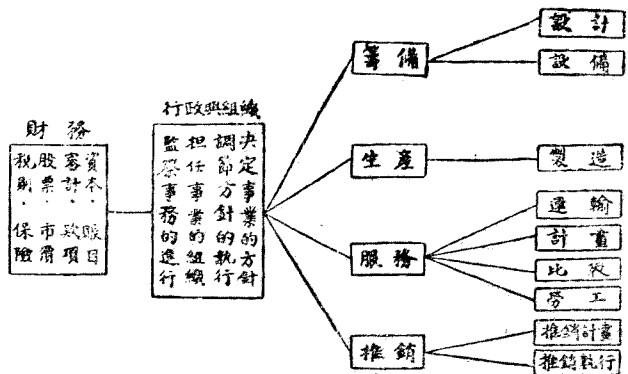 財務
資本·賬目
審計·欵項
股票·市價
稅則·保險
行政與組織
决定事業的方針
調節方針的執行
担任事業的組織
監察事務的進行
籌備
設計
設備
生產
製造
服務
運輸
計畫
比較
勞工
推銷
推銷計畫
推銷執行